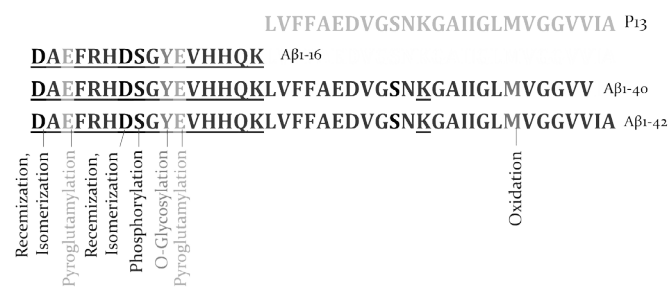 LVFFAEDVGSNKGAIIGLMVGGVVIA P13
DAEFRHDSGYEVHHQK Aβ1-16
DAEFRHDSGYEVHHQKLVFFAEDVGSNKGAIIGLMVGGVV Aβ1-40
DAEFRHDSGYEVHHQKLVFFAEDVGSNKGAIIGLMVGGVVIA Aβ1-42
Recemization,
Isomerization
Pyroglutamylation
Recemization,
Isomerization
Phosphorylation
O-Glycosylation
Pyroglutamylation
Oxidation